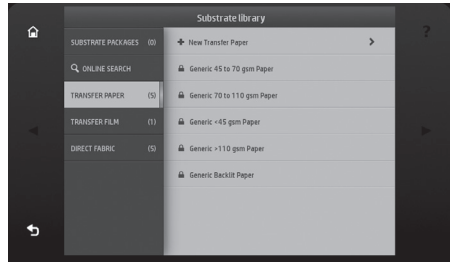 Substrate library
?
SUBSTRATE PACKAGES (0)
ONLINE SEARCH
TRANSFER PAPER (5)
TRANSFER FILM (1)
DIRECT FABRIC (5)
+ New Transfer Paper >
Generic 45 to 70 gsm Paper
Generic 70 to 110 gsm Paper
Generic <45 gsm Paper
Generic >110 gsm Paper
Generic Backlit Paper